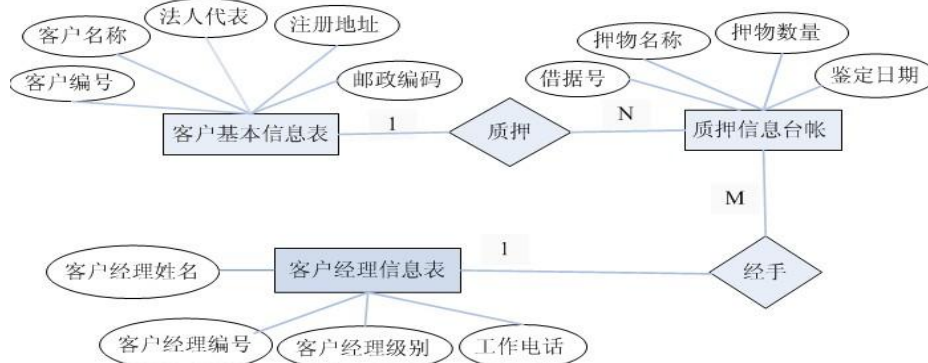 法人代表
客户名称
注册地址
客户编号
邮政编码
押物名称
押物数量
借据号
鉴定日期
客户基本信息表
1
质押
N
质押信息台帐
M
客户经理姓名
客户经理信息表
1
经手
客户经理编号
客户经理级别
工作电话